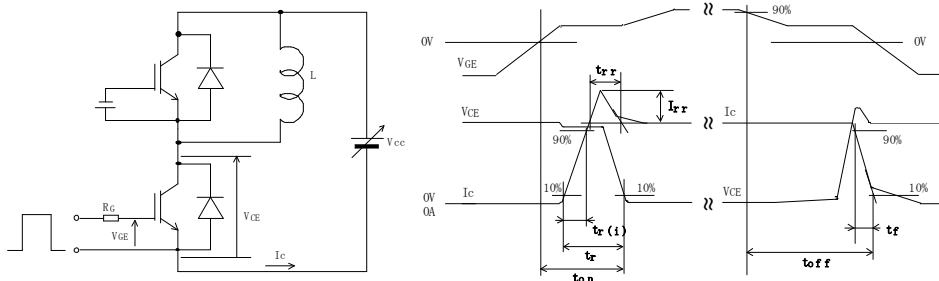 L
Vcc
RG
VGE
VCE
Ic
0V
VGE
90%
0V
trr
Irr
VCE
Ic
90%
90%
Ic
10%
10%
VCE
10%
0V
0A
tr(i)
tr
ton
tf
toff